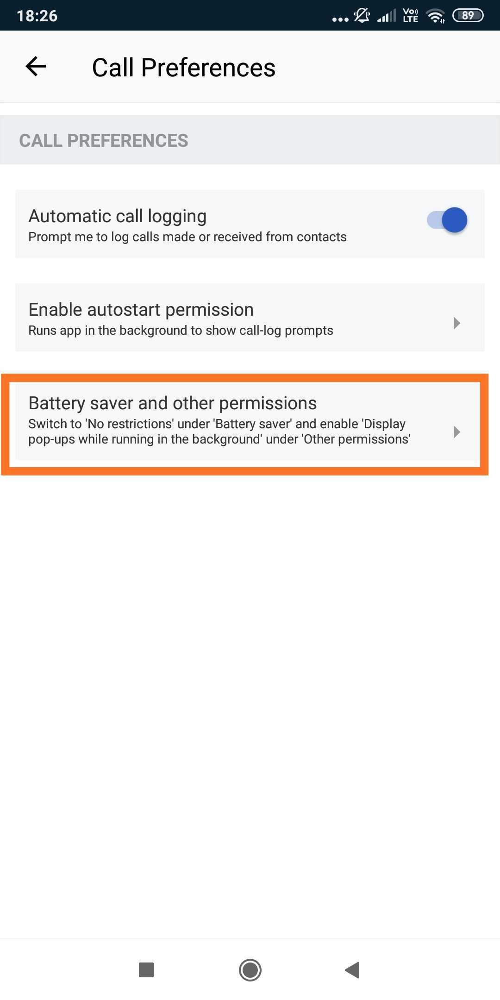 18:26
Vo)) LTE
89
Call Preferences
CALL PREFERENCES
Automatic call logging
Prompt me to log calls made or received from contacts
Enable autostart permission
Runs app in the background to show call-log prompts
Battery saver and other permissions
Switch to 'No restrictions' under 'Battery saver' and enable 'Display
pop-ups while running in the background' under 'Other permissions'